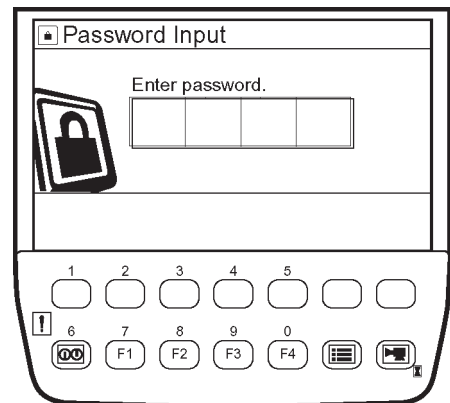 Password Input
Enter password.
1 2 3 4 5
!
6 7 8 9 0
F1 F2 F3 F4